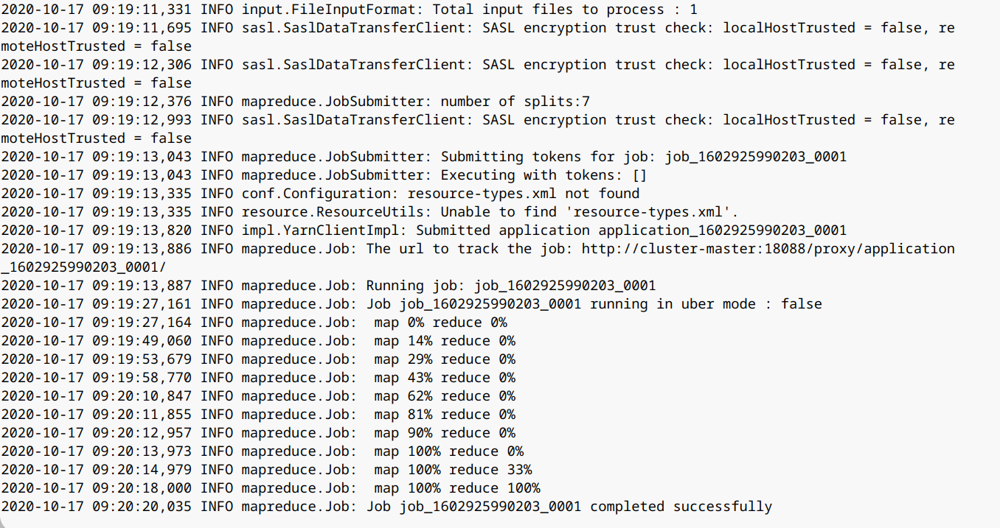 2020-10-17 09:19:11,331 INFO input.FileInputFormat: Total input files to process : 1
2020-10-17 09:19:11,695 INFO sasl.SaslDataTransferClient: SASL encryption trust check: localHostTrusted = false, re
moteHostTrusted = false
2020-10-17 09:19:12,306 INFO sasl.SaslDataTransferClient: SASL encryption trust check: localHostTrusted = false, re
moteHostTrusted = false
2020-10-17 09:19:12,376 INFO mapreduce.JobSubmitter: number of splits:7
2020-10-17 09:19:12,993 INFO sasl.SaslDataTransferClient: SASL encryption trust check: localHostTrusted = false, re
moteHostTrusted = false
2020-10-17 09:19:13,043 INFO mapreduce.JobSubmitter: Submitting tokens for job: job_1602925990203_0001
2020-10-17 09:19:13,043 INFO mapreduce.JobSubmitter: Executing with tokens: []
2020-10-17 09:19:13,335 INFO conf.Configuration: resource-types.xml not found
2020-10-17 09:19:13,335 INFO resource.ResourceUtils: Unable to find 'resource-types.xml'.
2020-10-17 09:19:13,820 INFO impl.YarnClientImpl: Submitted application application_1602925990203_0001
2020-10-17 09:19:13,886 INFO mapreduce.Job: The url to track the job: http://cluster-master:18088/proxy/application
_1602925990203_0001/
2020-10-17 09:19:13,887 INFO mapreduce.Job: Running job: job_1602925990203_0001
2020-10-17 09:19:27,161 INFO mapreduce.Job: Job job_1602925990203_0001 running in uber mode : false
2020-10-17 09:19:27,164 INFO mapreduce.Job:  map 0% reduce 0%
2020-10-17 09:19:49,060 INFO mapreduce.Job:  map 14% reduce 0%
2020-10-17 09:19:53,679 INFO mapreduce.Job:  map 29% reduce 0%
2020-10-17 09:19:58,770 INFO mapreduce.Job:  map 43% reduce 0%
2020-10-17 09:20:10,847 INFO mapreduce.Job:  map 62% reduce 0%
2020-10-17 09:20:11,855 INFO mapreduce.Job:  map 81% reduce 0%
2020-10-17 09:20:12,957 INFO mapreduce.Job:  map 90% reduce 0%
2020-10-17 09:20:13,973 INFO mapreduce.Job:  map 100% reduce 0%
2020-10-17 09:20:14,979 INFO mapreduce.Job:  map 100% reduce 33%
2020-10-17 09:20:18,000 INFO mapreduce.Job:  map 100% reduce 100%
2020-10-17 09:20:20,035 INFO mapreduce.Job: Job job_1602925990203_0001 completed successfully